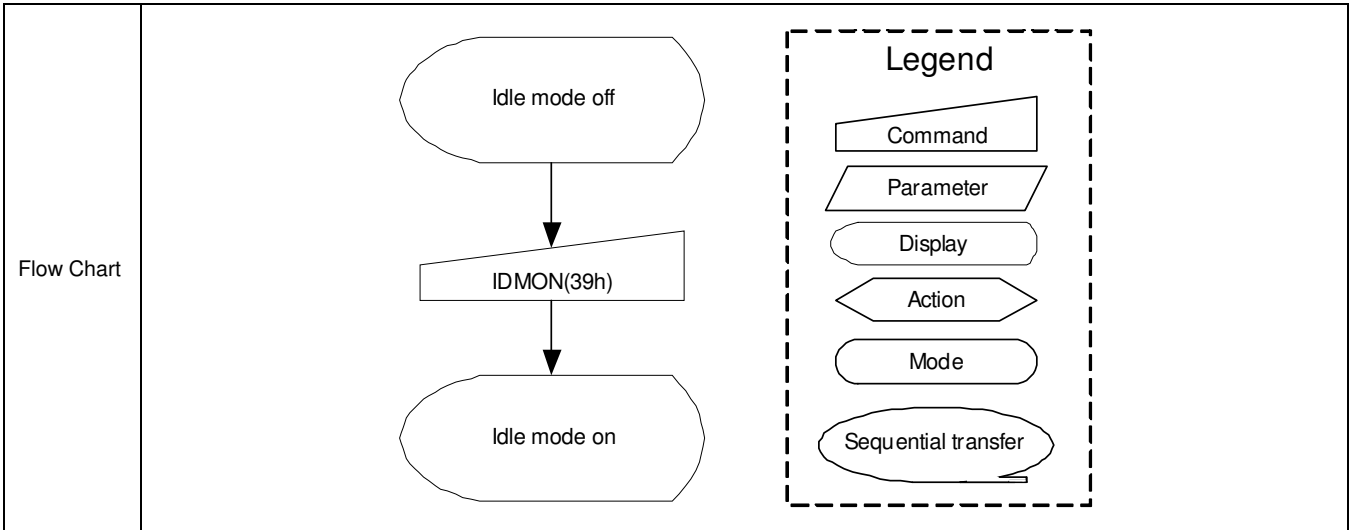 Flow Chart
Idle mode off
IDMON(39h)
Idle mode on
Legend
Command
Parameter
Display
Action
Mode
Sequential transfer